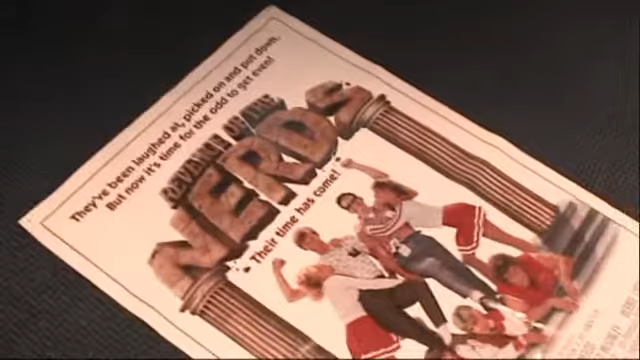 They've been laughed at, picked on and put down.
But now it's time for the odd to get even!
REVENGE OF THE
NERDS
Their time has come!